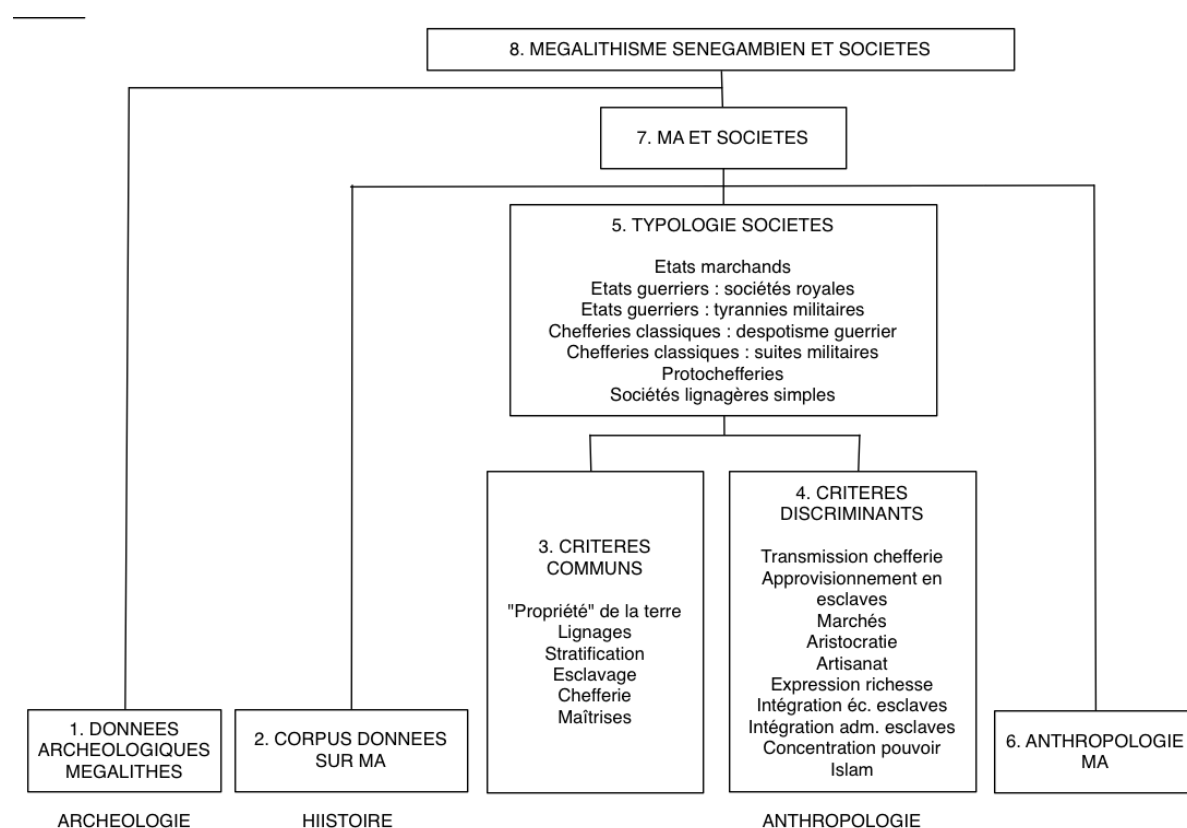 8. MEGALITHISME SENEGAMBIEN ET SOCIETES
7. MA ET SOCIETES
5. TYPOLOGIE SOCIETES
Etats marchands
Etats guerriers : sociétés royales
Etats guerriers : tyrannies militaires
Chefferies classiques : despotisme guerrier
Chefferies classiques : suites militaires
Protochefferies
Sociétés lignagères simples
3. CRITERES
COMMUNS
"Propriété" de la terre
Lignages
Stratification
Esclavage
Chefferie
Maîtrises
4. CRITERES
DISCRIMINANTS
Transmission chefferie
Approvisionnement en
esclaves
Marchés
Aristocratie
Artisanat
Expression richesse
Intégration éc. esclaves
Intégration adm. esclaves
Concentration pouvoir
Islam
1. DONNEES
ARCHEOLOGIQUES
MEGALITHES
2. CORPUS DONNEES
SUR MA
6. ANTHROPOLOGIE
MA
ARCHEOLOGIE
HIISTOIRE
ANTHROPOLOGIE